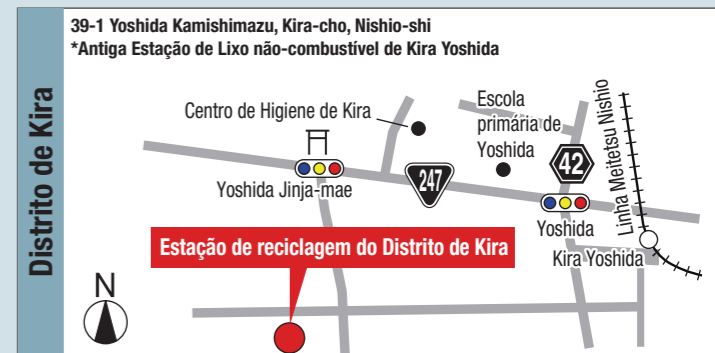 39-1 Yoshida Kamishimazu, Kira-cho, Nishio-shi
*Antiga Estação de Lixo não-combustível de Kira Yoshida
Distrito de Kira
Centro de Higiene de Kira
Escola
primária de
Yoshida
Linha Meitetsu Nishio
42
247
Yoshida Jinja-mae
Yoshida
Kira Yoshida
Estação de reciclagem do Distrito de Kira
N